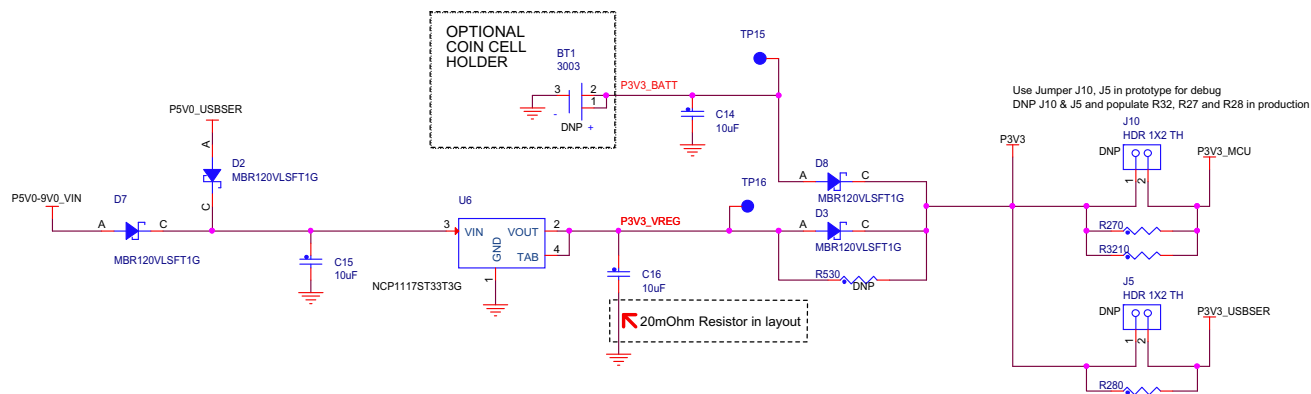 OPTIONAL
COIN CELL
HOLDER
BT1
3003
3
2
1
-
DNP +
P3V3_BATT
TP15
C14
10uF
P5V0_USBSER
A
D2
MBR120VLSFT1G
C
P5V0-9V0_VIN
D7
A
C
MBR120VLSFT1G
C15
10uF
U6
3
VIN
VOUT
2
TAB
4
GND
1
NCP1117ST33T3G
P3V3_VREG
C16
10uF
20mOhm Resistor in layout
TP16
D8
A
C
MBR120VLSFT1G
D3
A
C
MBR120VLSFT1G
R530
DNP
Use Jumper J10, J5 in prototype for debug
DNP J10 & J5 and populate R32, R27 and R28 in production
P3V3
J10
HDR 1X2 TH
DNP
1
2
P3V3_MCU
R270
R3210
J5
HDR 1X2 TH
DNP
1
2
P3V3_USBSER
R280